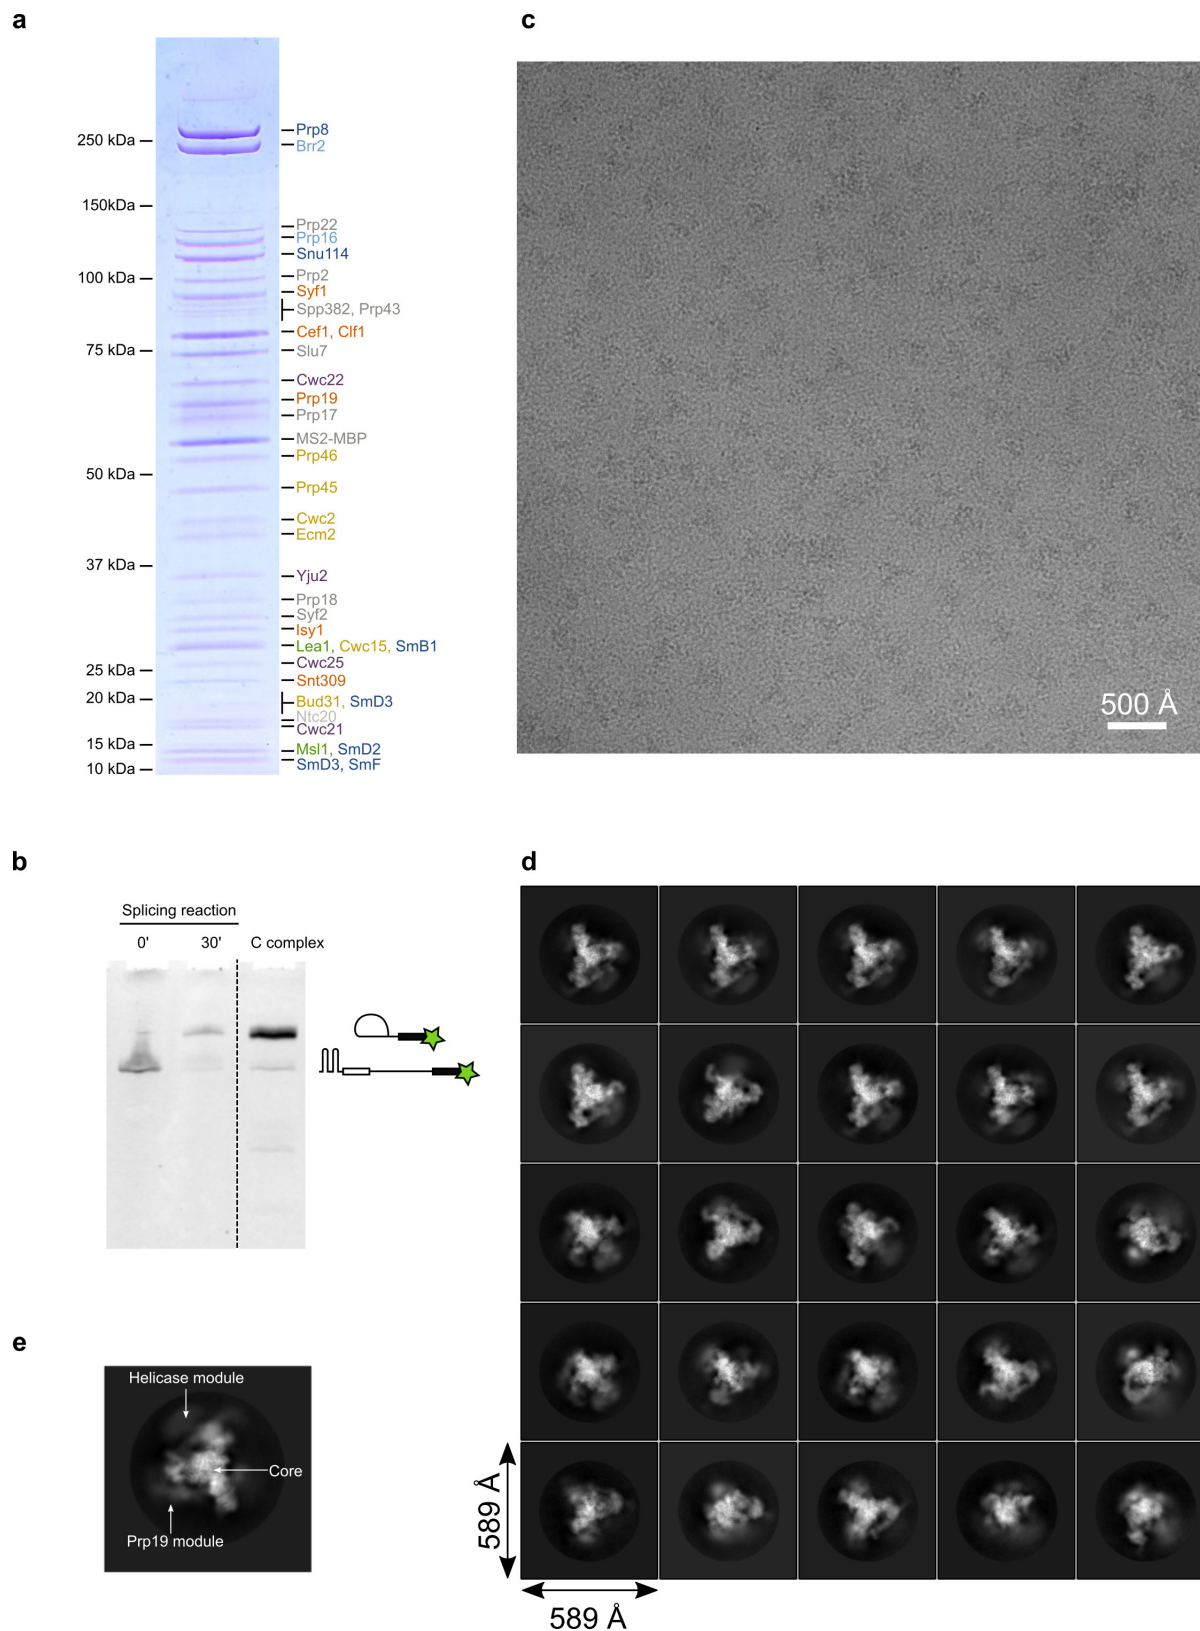 a
250 kDa
150kDa
100 kDa
75 kDa
50 kDa
37 kDa
25 kDa
20 kDa
15 kDa
10 kDa
Prp8
Brr2
Prp22
Prp16
Snu114
Prp2
Syf1
Spp382, Prp43
Cef1, Clf1
Slu7
Cwc22
Prp19
Prp17
MS2-MBP
Prp46
Prp45
Cwc2
Ecm2
Yju2
Prp18
Syf2
Isy1
Lea1, Cwc15, SmB1
Cwc25
Snt309
Bud31, SmD3
Ntc20
Cwc21
Msl1, SmD2
SmD3, SmF
c
500 Å
b
Splicing reaction
0' 30' C complex
d
589 Å
589 Å
e
Helicase module
Core
Prp19 module